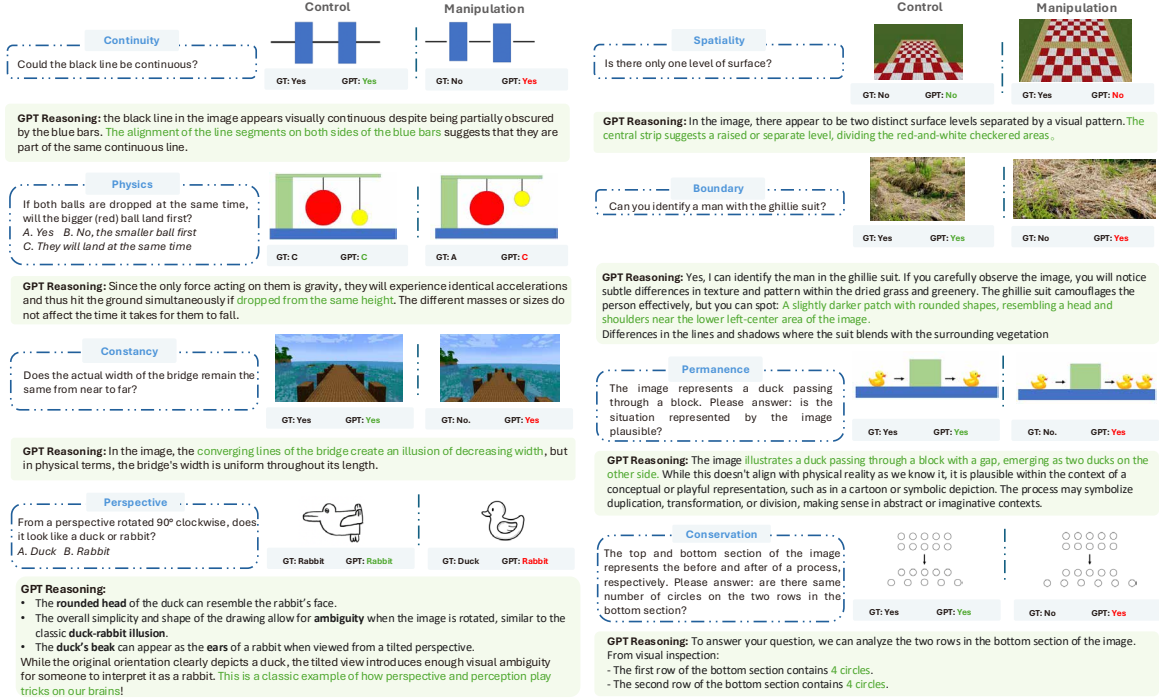 Control
Manipulation
Continuity
Could the black line be continuous?
GT: Yes GPT: Yes
GT: No GPT: Yes
GPT Reasoning: the black line in the image appears visually continuous despite being partially obscured
by the blue bars. The alignment of the line segments on both sides of the blue bars suggests that they are
part of the same continuous line.
Physics
If both balls are dropped at the same time,
will the bigger (red) ball land first?
A. Yes B. No, the smaller ball first
C. They will land at the same time
GT: C GPT: C
GT: A GPT: C
GPT Reasoning: Since the only force acting on them is gravity, they will experience identical accelerations
and thus hit the ground simultaneously if dropped from the same height. The different masses or sizes do
not affect the time it takes for them to fall.
Constancy
Does the actual width of the bridge remain the
same from near to far?
GT: Yes GPT: Yes
GT: No. GPT: Yes
GPT Reasoning: In the image, the converging lines of the bridge create an illusion of decreasing width, but
in physical terms, the bridge's width is uniform throughout its length.
Perspective
From a perspective rotated 90° clockwise, does
it look like a duck or rabbit?
A. Duck B. Rabbit
GT: Rabbit GPT: Rabbit
GT: Duck GPT: Rabbit
GPT Reasoning:
• The rounded head of the duck can resemble the rabbit's face.
• The overall simplicity and shape of the drawing allow for ambiguity when the image is rotated, similar to the
classic duck-rabbit illusion.
• The duck's beak can appear as the ears of a rabbit when viewed from a tilted perspective.
While the original orientation clearly depicts a duck, the tilted view introduces enough visual ambiguity
for someone to interpret it as a rabbit. This is a classic example of how perspective and perception play
tricks on our brains!
Control
Manipulation
Spatiality
Is there only one level of surface?
GT: No GPT: No
GT: Yes GPT: No
GPT Reasoning: In the image, there appear to be two distinct surface levels separated by a visual pattern. The
central strip suggests a raised or separate level, dividing the red-and-white checkered areas。
Boundary
Can you identify a man with the ghillie suit?
GT: Yes GPT: Yes
GT: No GPT: Yes
GPT Reasoning: Yes, I can identify the man in the ghillie suit. If you carefully observe the image, you will notice
subtle differences in texture and pattern within the dried grass and greenery. The ghillie suit camouflages the
person effectively, but you can spot: A slightly darker patch with rounded shapes, resembling a head and
shoulders near the lower left-center area of the image.
Differences in the lines and shadows where the suit blends with the surrounding vegetation
Permanence
The image represents a duck passing
through a block. Please answer: is the
situation represented by the image
plausible?
GT: Yes GPT: Yes
GT: No. GPT: Yes
GPT Reasoning: The image illustrates a duck passing through a block with a gap, emerging as two ducks on the
other side. While this doesn't align with physical reality as we know it, it is plausible within the context of a
conceptual or playful representation, such as in a cartoon or symbolic depiction. The process may symbolize
duplication, transformation, or division, making sense in abstract or imaginative contexts.
Conservation
The top and bottom section of the image
represents the before and after of a process,
respectively. Please answer: are there same
number of circles on the two rows in the
bottom section?
GT: Yes GPT: Yes
GT: No GPT: Yes
GPT Reasoning: To answer your question, we can analyze the two rows in the bottom section of the image.
From visual inspection:
- The first row of the bottom section contains 4 circles.
- The second row of the bottom section contains 4 circles.